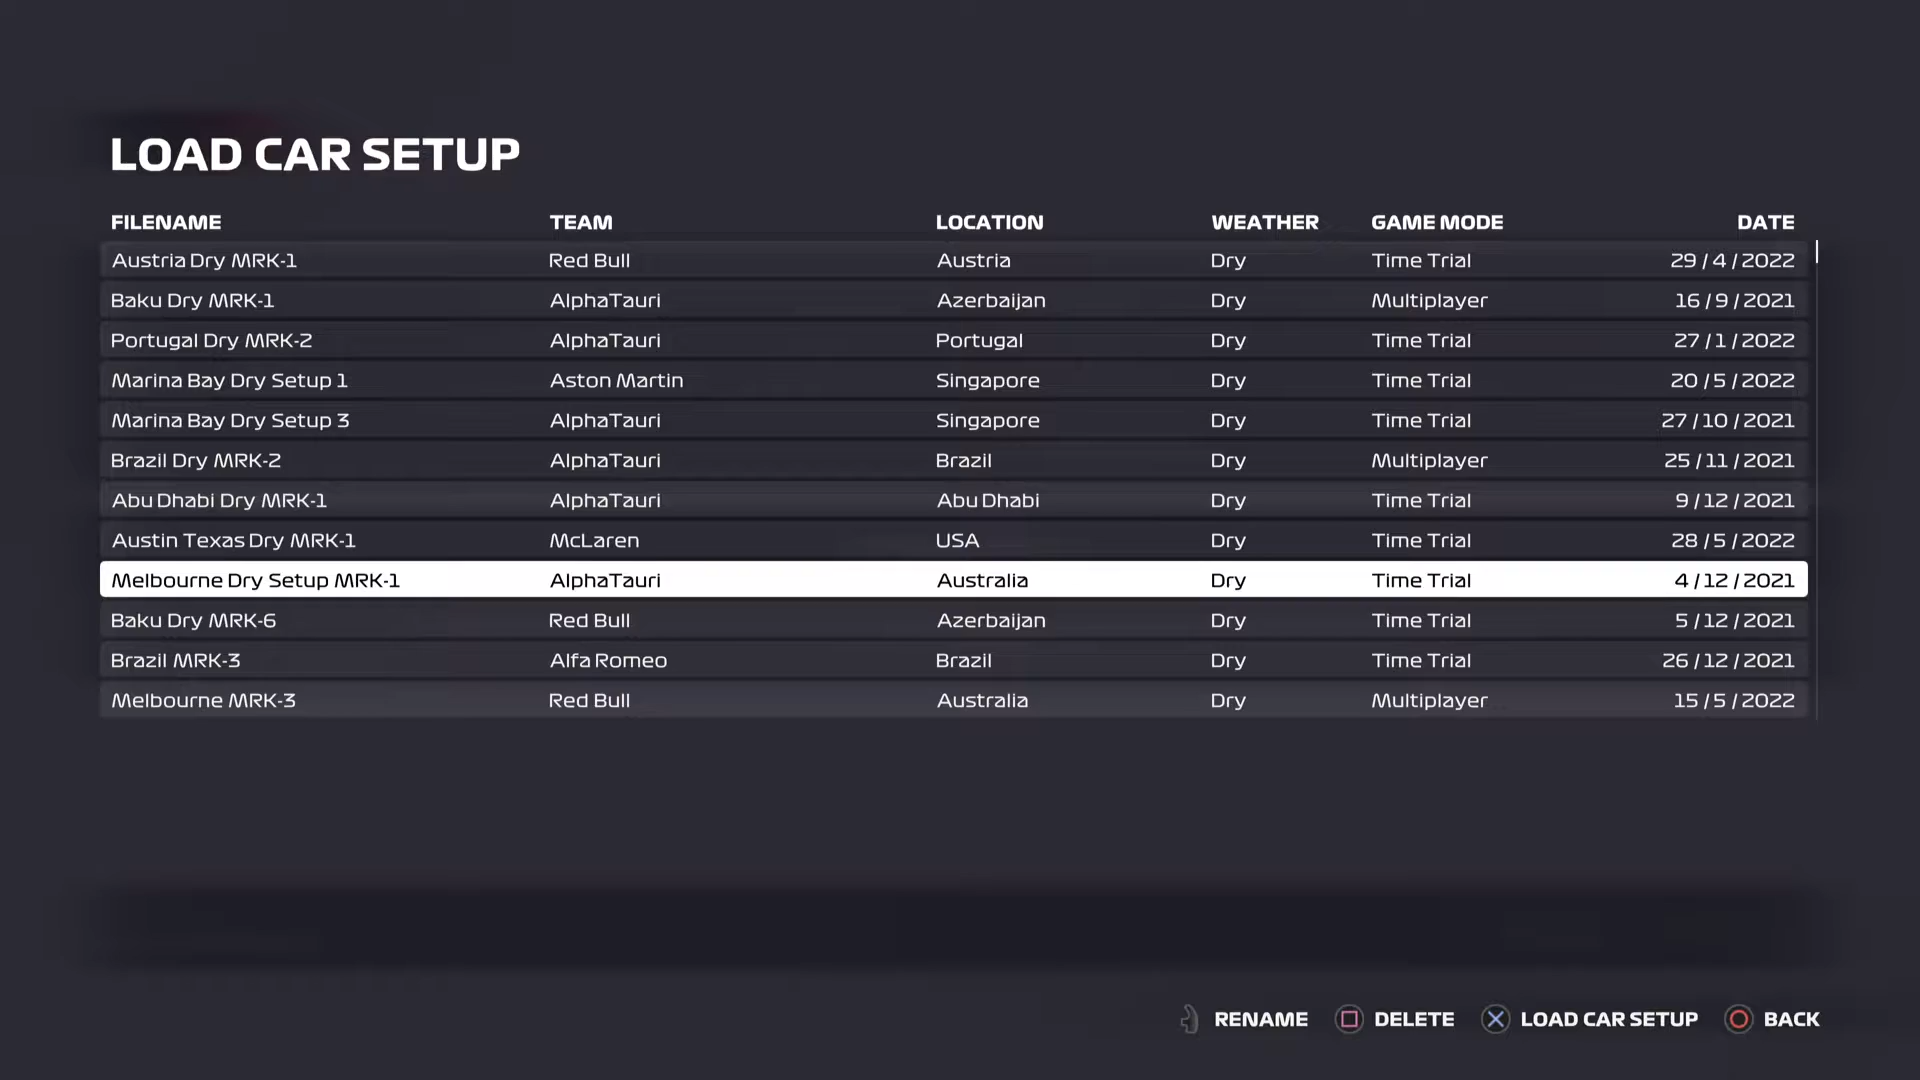 LOAD CAR SETUP
FILENAME TEAM LOCATION WEATHER GAME MODE DATE
Austria Dry MRK-1 Red Bull Austria Dry Time Trial 29 / 4 / 2022
Baku Dry MRK-1 AlphaTauri Azerbaijan Dry Multiplayer 16 / 9 / 2021
Portugal Dry MRK-2 AlphaTauri Portugal Dry Time Trial 27 / 1 / 2022
Marina Bay Dry Setup 1 Aston Martin Singapore Dry Time Trial 20 / 5 / 2022
Marina Bay Dry Setup 3 AlphaTauri Singapore Dry Time Trial 27 / 10 / 2021
Brazil Dry MRK-2 AlphaTauri Brazil Dry Multiplayer 25 / 11 / 2021
Abu Dhabi Dry MRK-1 AlphaTauri Abu Dhabi Dry Time Trial 9 / 12 / 2021
Austin Texas Dry MRK-1 McLaren USA Dry Time Trial 28 / 5 / 2022
Melbourne Dry Setup MRK-1 AlphaTauri Australia Dry Time Trial 4 / 12 / 2021
Baku Dry MRK-6 Red Bull Azerbaijan Dry Time Trial 5 / 12 / 2021
Brazil MRK-3 Alfa Romeo Brazil Dry Time Trial 26 / 12 / 2021
Melbourne MRK-3 Red Bull Australia Dry Multiplayer 15 / 5 / 2022
RENAME DELETE LOAD CAR SETUP BACK